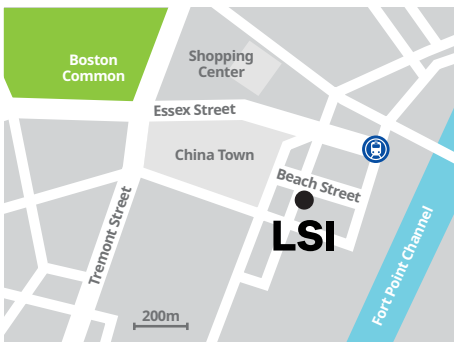 Boston
Common
Shopping
Center
Essex Street
China Town
Beach Street
LSI
Tremont Street
Fort Point Channel
200m